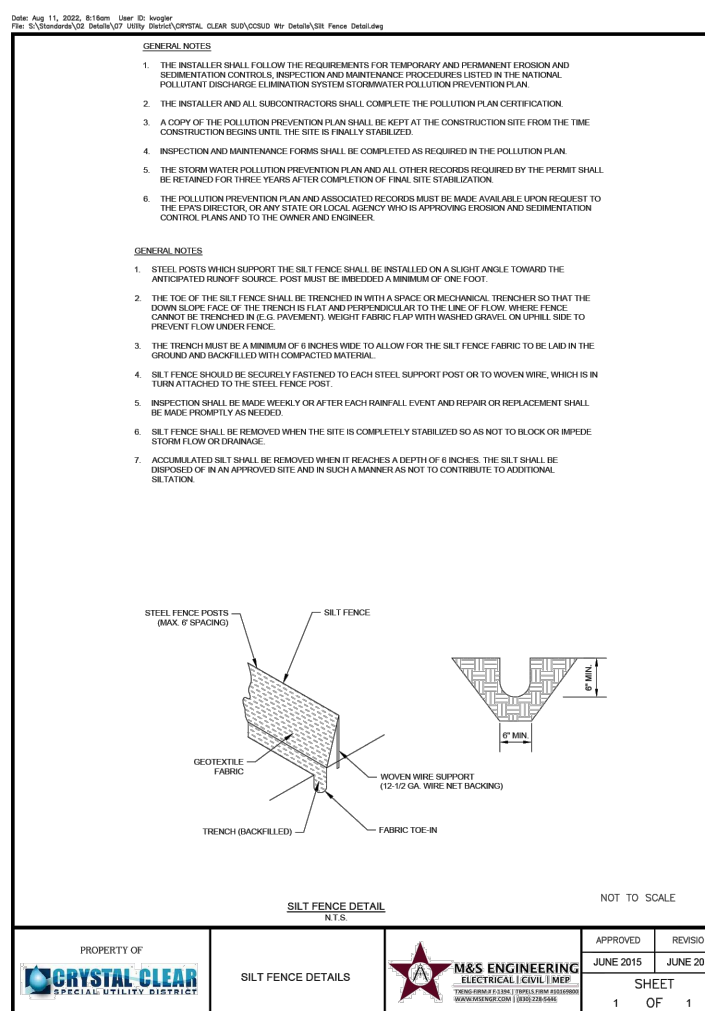 Date: Aug 11, 2022, 8:16am User ID: kvogler
File: S:\Standards\02 Details\07 Utility District\CRYSTAL CLEAR SUD\CCSUD Wtr Details\Silt Fence Detail.dwg
GENERAL NOTES
1. THE INSTALLER SHALL FOLLOW THE REQUIREMENTS FOR TEMPORARY AND PERMANENT EROSION AND
SEDIMENTATION CONTROLS, INSPECTION AND MAINTENANCE PROCEDURES LISTED IN THE NATIONAL
POLLUTANT DISCHARGE ELIMINATION SYSTEM STORMWATER POLLUTION PREVENTION PLAN.
2. THE INSTALLER AND ALL SUBCONTRACTORS SHALL COMPLETE THE POLLUTION PLAN CERTIFICATION.
3. A COPY OF THE POLLUTION PREVENTION PLAN SHALL BE KEPT AT THE CONSTRUCTION SITE FROM THE TIME
CONSTRUCTION BEGINS UNTIL THE SITE IS FINALLY STABILIZED.
4. INSPECTION AND MAINTENANCE FORMS SHALL BE COMPLETED AS REQUIRED IN THE POLLUTION PLAN.
5. THE STORM WATER POLLUTION PREVENTION PLAN AND ALL OTHER RECORDS REQUIRED BY THE PERMIT SHALL
BE RETAINED FOR THREE YEARS AFTER COMPLETION OF FINAL SITE STABILIZATION.
6. THE POLLUTION PREVENTION PLAN AND ASSOCIATED RECORDS MUST BE MADE AVAILABLE UPON REQUEST TO
THE EPA'S DIRECTOR, OR ANY STATE OR LOCAL AGENCY WHO IS APPROVING EROSION AND SEDIMENTATION
CONTROL PLANS AND TO THE OWNER AND ENGINEER.
GENERAL NOTES
1. STEEL POSTS WHICH SUPPORT THE SILT FENCE SHALL BE INSTALLED ON A SLIGHT ANGLE TOWARD THE
ANTICIPATED RUNOFF SOURCE. POST MUST BE IMBEDDED A MINIMUM OF ONE FOOT.
2. THE TOE OF THE SILT FENCE SHALL BE TRENCHED IN WITH A SPACE OR MECHANICAL TRENCHER SO THAT THE
DOWN SLOPE FACE OF THE TRENCH IS FLAT AND PERPENDICULAR TO THE LINE OF FLOW. WHERE FENCE
CANNOT BE TRENCHED IN (E.G. PAVEMENT). WEIGHT FABRIC FLAP WITH WASHED GRAVEL ON UPHILL SIDE TO
PREVENT FLOW UNDER FENCE.
3. THE TRENCH MUST BE A MINIMUM OF 6 INCHES WIDE TO ALLOW FOR THE SILT FENCE FABRIC TO BE LAID IN THE
GROUND AND BACKFILLED WITH COMPACTED MATERIAL.
4. SILT FENCE SHOULD BE SECURELY FASTENED TO EACH STEEL SUPPORT POST OR TO WOVEN WIRE, WHICH IS IN
TURN ATTACHED TO THE STEEL FENCE POST.
5. INSPECTION SHALL BE MADE WEEKLY OR AFTER EACH RAINFALL EVENT AND REPAIR OR REPLACEMENT SHALL
BE MADE PROMPTLY AS NEEDED.
6. SILT FENCE SHALL BE REMOVED WHEN THE SITE IS COMPLETELY STABILIZED SO AS NOT TO BLOCK OR IMPEDE
STORM FLOW OR DRAINAGE.
7. ACCUMULATED SILT SHALL BE REMOVED WHEN IT REACHES A DEPTH OF 6 INCHES. THE SILT SHALL BE
DISPOSED OF IN AN APPROVED SITE AND IN SUCH A MANNER AS NOT TO CONTRIBUTE TO ADDITIONAL
SILTATION.
STEEL FENCE POSTS
(MAX. 6' SPACING)
SILT FENCE
6" MIN.
6" MIN.
GEOTEXTILE
FABRIC
WOVEN WIRE SUPPORT
(12-1/2 GA. WIRE NET BACKING)
TRENCH (BACKFILLED)
FABRIC TOE-IN
SILT FENCE DETAIL
N.T.S.
NOT TO SCALE
PROPERTY OF
CRYSTAL CLEAR
SPECIAL UTILITY DISTRICT
SILT FENCE DETAILS
M&S ENGINEERING
ELECTRICAL | CIVIL | MEP
TXENG-FIRM # F-1394 | TBPELS FIRM #10169800
WWW.MSENGR.COM | (830) 228-5446
APPROVED
REVISIO
JUNE 2015
JUNE 20
SHEET
1 OF 1